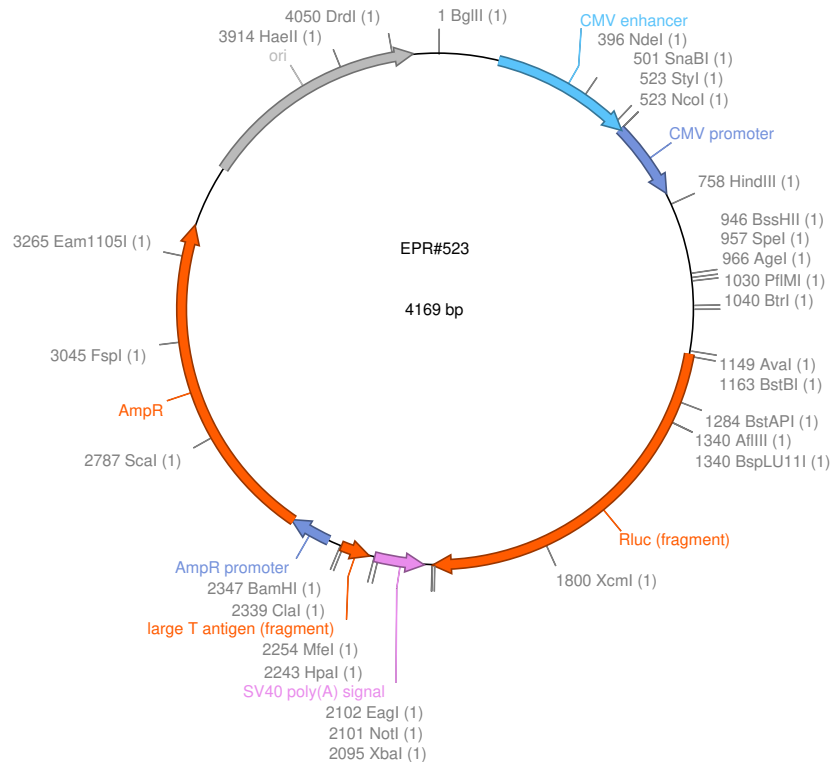 4050 DrdI (1)
3914 HaeII (1)
ori
1 BglII (1)
CMV enhancer
396 NdeI (1)
501 SnaBI (1)
523 StyI (1)
523 NcoI (1)
CMV promoter
758 HindIII (1)
946 BssHII (1)
957 SpeI (1)
966 AgeI (1)
1030 PflMI (1)
1040 BtrI (1)
EPR#523
4169 bp
1149 AvaI (1)
1163 BstBI (1)
1284 BstAPI (1)
1340 AflIII (1)
1340 BspLU11I (1)
Rluc (fragment)
1800 XcmI (1)
3265 Eam1105I (1)
3045 FspI (1)
AmpR
2787 ScaI (1)
AmpR promoter
2347 BamHI (1)
2339 ClaI (1)
large T antigen (fragment)
2254 MfeI (1)
2243 HpaI (1)
SV40 poly(A) signal
2102 EagI (1)
2101 NotI (1)
2095 XbaI (1)